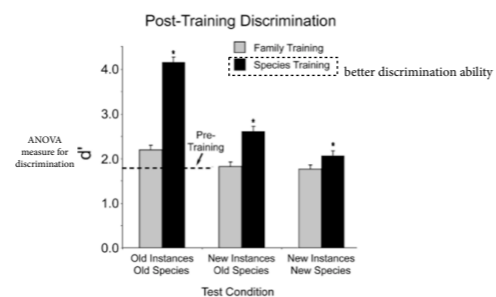 Post-Training Discrimination
Family Training
Species Training
better discrimination ability
ANOVA
measure for
discrimination
d'
4.0
3.0
2.0
1.0
0.0
Pre-
Training
*
*
*
Old Instances
Old Species
New Instances
Old Species
New Instances
New Species
Test Condition